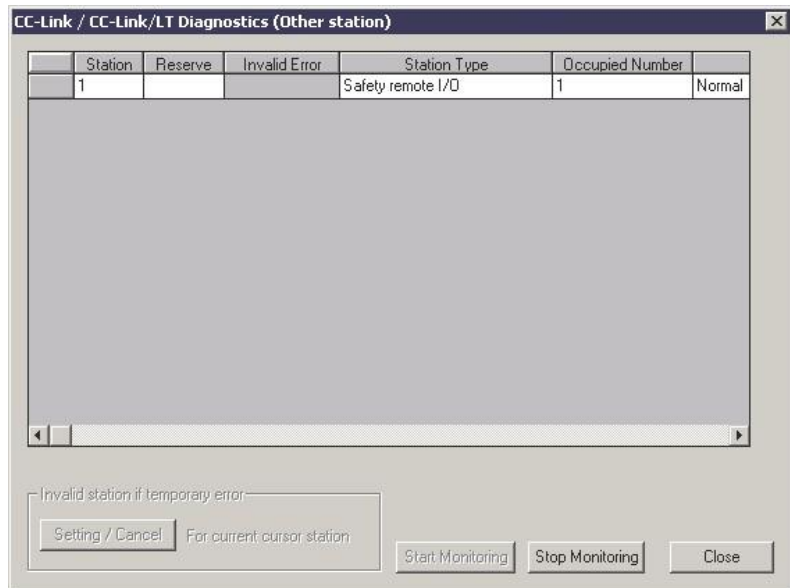 CC-Link / CC-Link/LT Diagnostics (Other station)
Station Reserve Invalid Error Station Type Occupied Number
1 Safety remote I/O 1 Normal
Invalid station if temporary error
Setting / Cancel For current cursor station
Start Monitoring Stop Monitoring Close